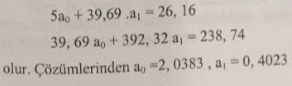 5a₀ + 39,69 .a₁ = 26, 16
39, 69 a₀ + 392, 32 a₁ = 238, 74
olur. Çözümlerinden a₀ =2, 0383 , a₁ = 0, 4023